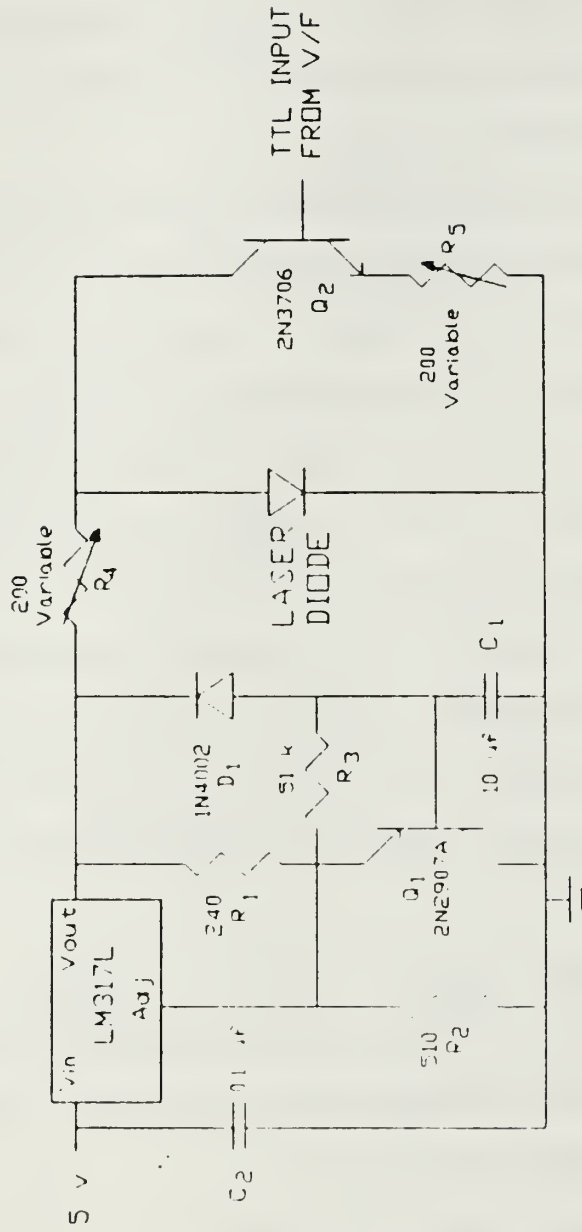 5 v
Vin
Vout
LM317L
Adj
C2
R1
240
510
R2
1N4002
D1
51 k
R3
Q1
2N2907A
C1
200
Variable
R4
LASER
DIODE
2N3706
Q2
200
Variable
R5
TTL INPUT
FROM V/F